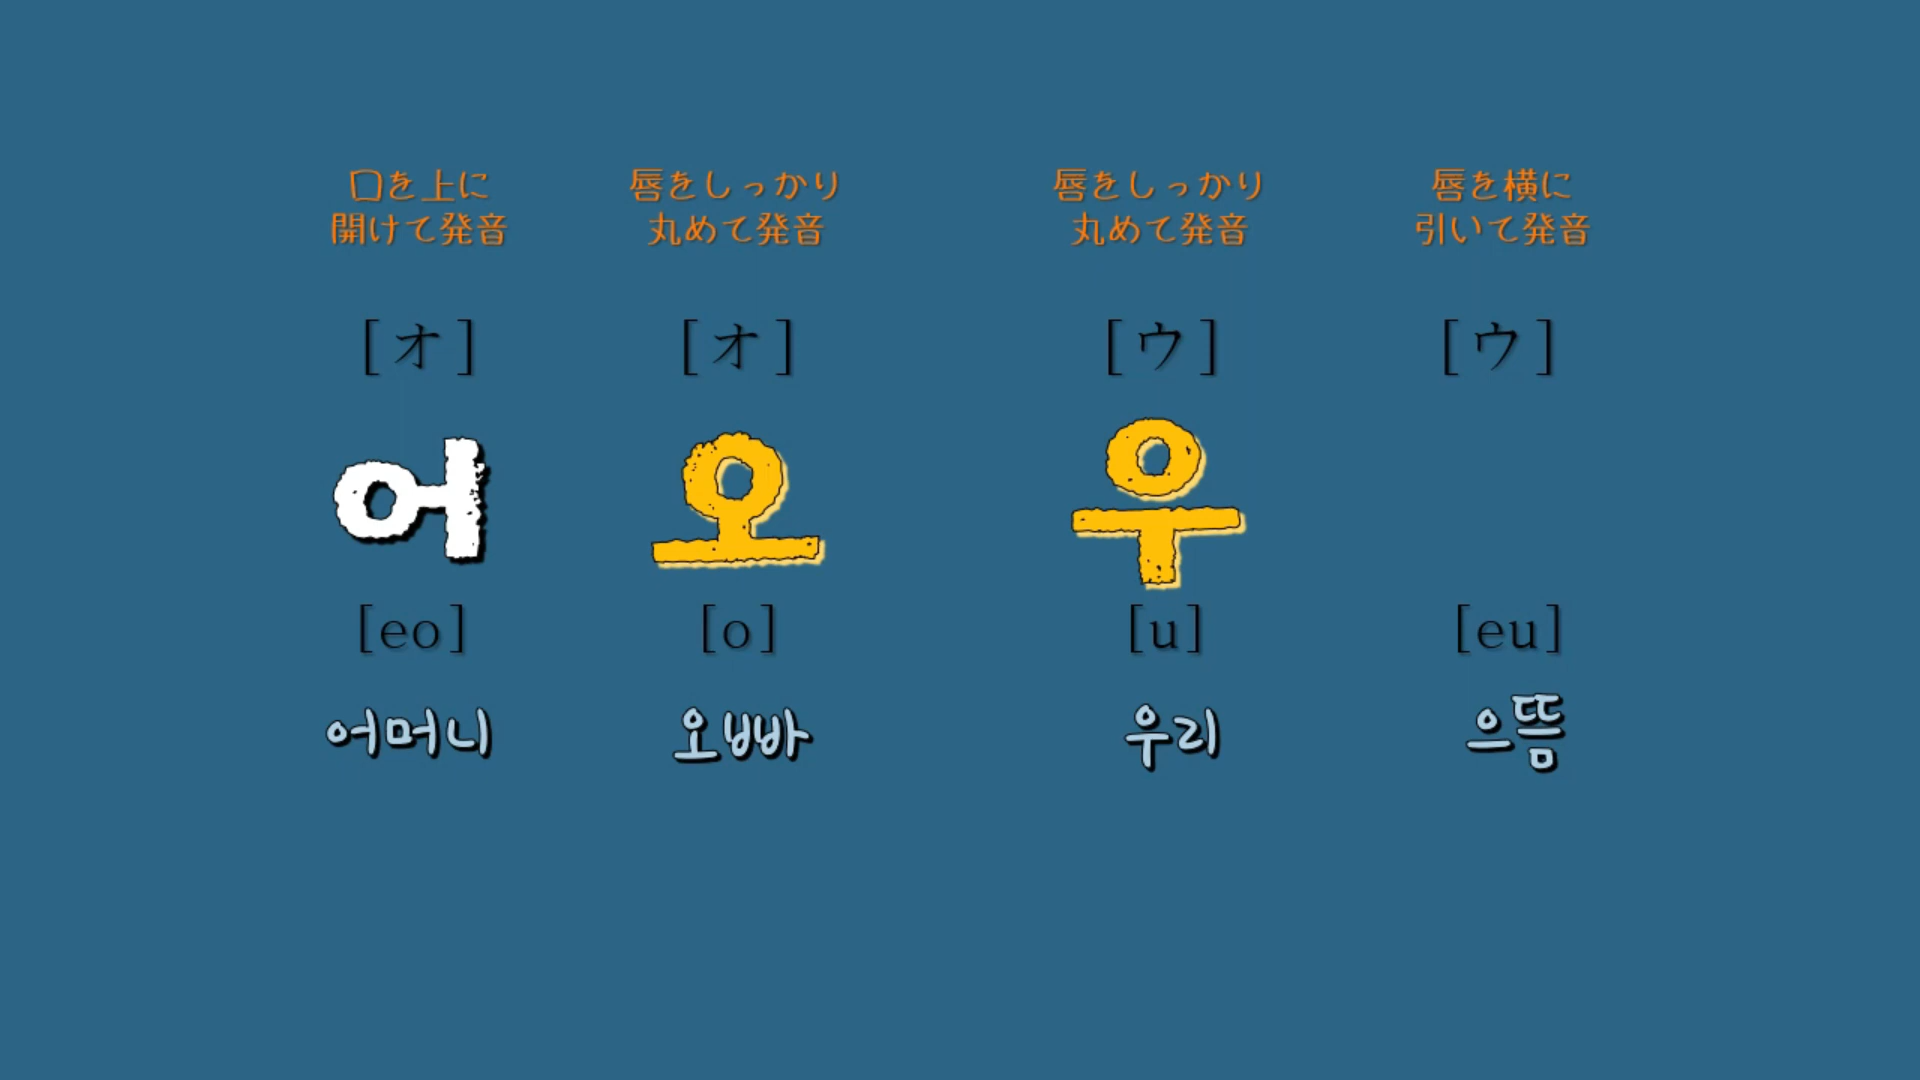 口を上に
開けて発音
唇をしっかり
丸めて発音
唇をしっかり
丸めて発音
唇を横に
引いて発音
[オ]
[オ]
[ウ]
[ウ]
어
오
우
[eo]
[o]
[u]
[eu]
어머니
오빠
우리
으뜸